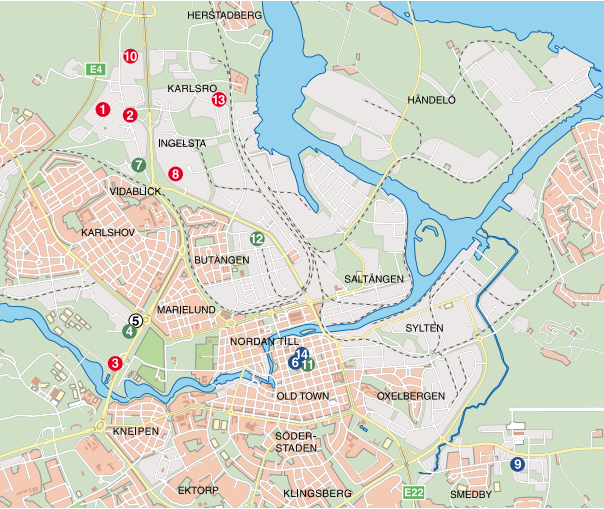 HERSTADBERG
10
E4
KARLSRO
13
HÄNDELÖ
1
2
INGELSTA
7
8
VIDABLICK
KARLSHOV
12
BUTÄNGEN
SALTÄNGEN
MARIELUND
5
4
SYLTEN
NORDAN TILL
14
3
6
11
OLD TOWN
OXELBERGEN
KNEIPEN
SÖDER-
STADEN
9
EKTORP
KLINGSBERG
E22
SMEDBY